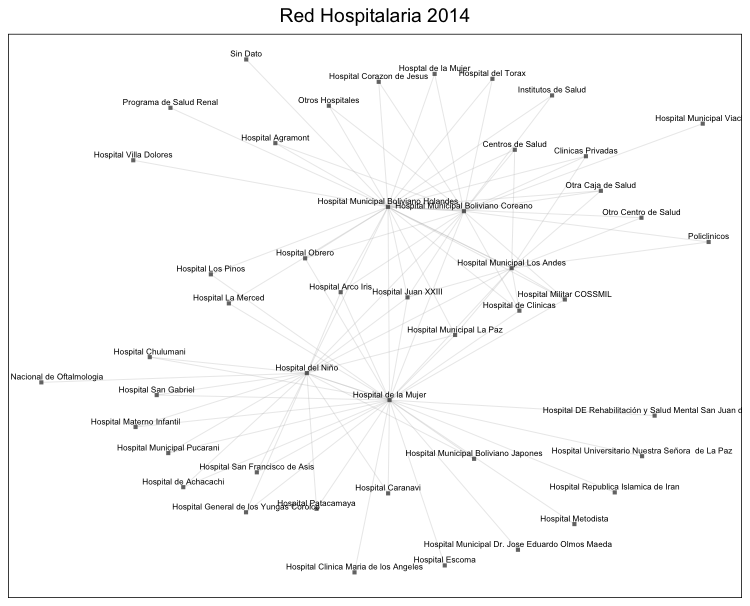 Red Hospitalaria 2014
Sin Dato
Hosptal de la Mujer
Hospital Corazon de Jesus
Hospital del Torax
Institutos de Salud
Otros Hospitales
Programa de Salud Renal
Hospital Municipal Viac
Hospital Agramont
Centros de Salud
Clinicas Privadas
Hospital Villa Dolores
Otra Caja de Salud
Hospital Municipal Boliviano Holandes
Hospital Municipal Boliviano Coreano
Otro Centro de Salud
Policlinicos
Hospital Obrero
Hospital Municipal Los Andes
Hospital Los Pinos
Hospital Arco Iris
Hospital Juan XXIII
Hospital Militar COSSMIL
Hospital La Merced
Hospital de Clinicas
Hospital Municipal La Paz
Hospital Chulumani
Hospital del Niño
Nacional de Oftalmologia
Hospital San Gabriel
Hospital de la Mujer
Hospital DE Rehabilitación y Salud Mental San Juan d
Hospital Materno Infantil
Hospital Municipal Pucarani
Hospital Municipal Boliviano Japones
Hospital Universitario Nuestra Señora de La Paz
Hospital San Francisco de Asis
Hospital de Achacachi
Hospital Caranavi
Hospital Republica Islamica de Iran
Hospital General de los Yungas Coroico
Hospital Patacamaya
Hospital Metodista
Hospital Municipal Dr. Jose Eduardo Olmos Maeda
Hospital Escoma
Hospital Clinica Maria de los Angeles